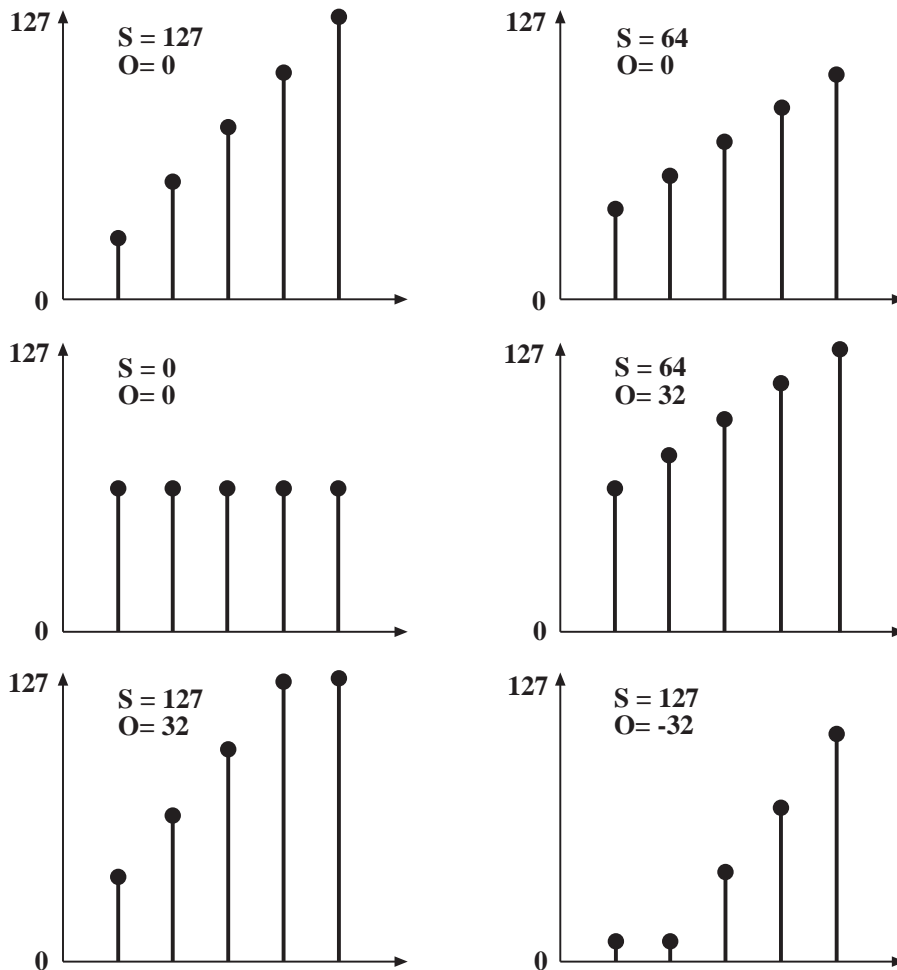 127
S = 127
O= 0
0
127
S = 64
O= 0
0
127
S = 0
O= 0
0
127
S = 64
O= 32
0
127
S = 127
O= 32
0
127
S = 127
O= -32
0